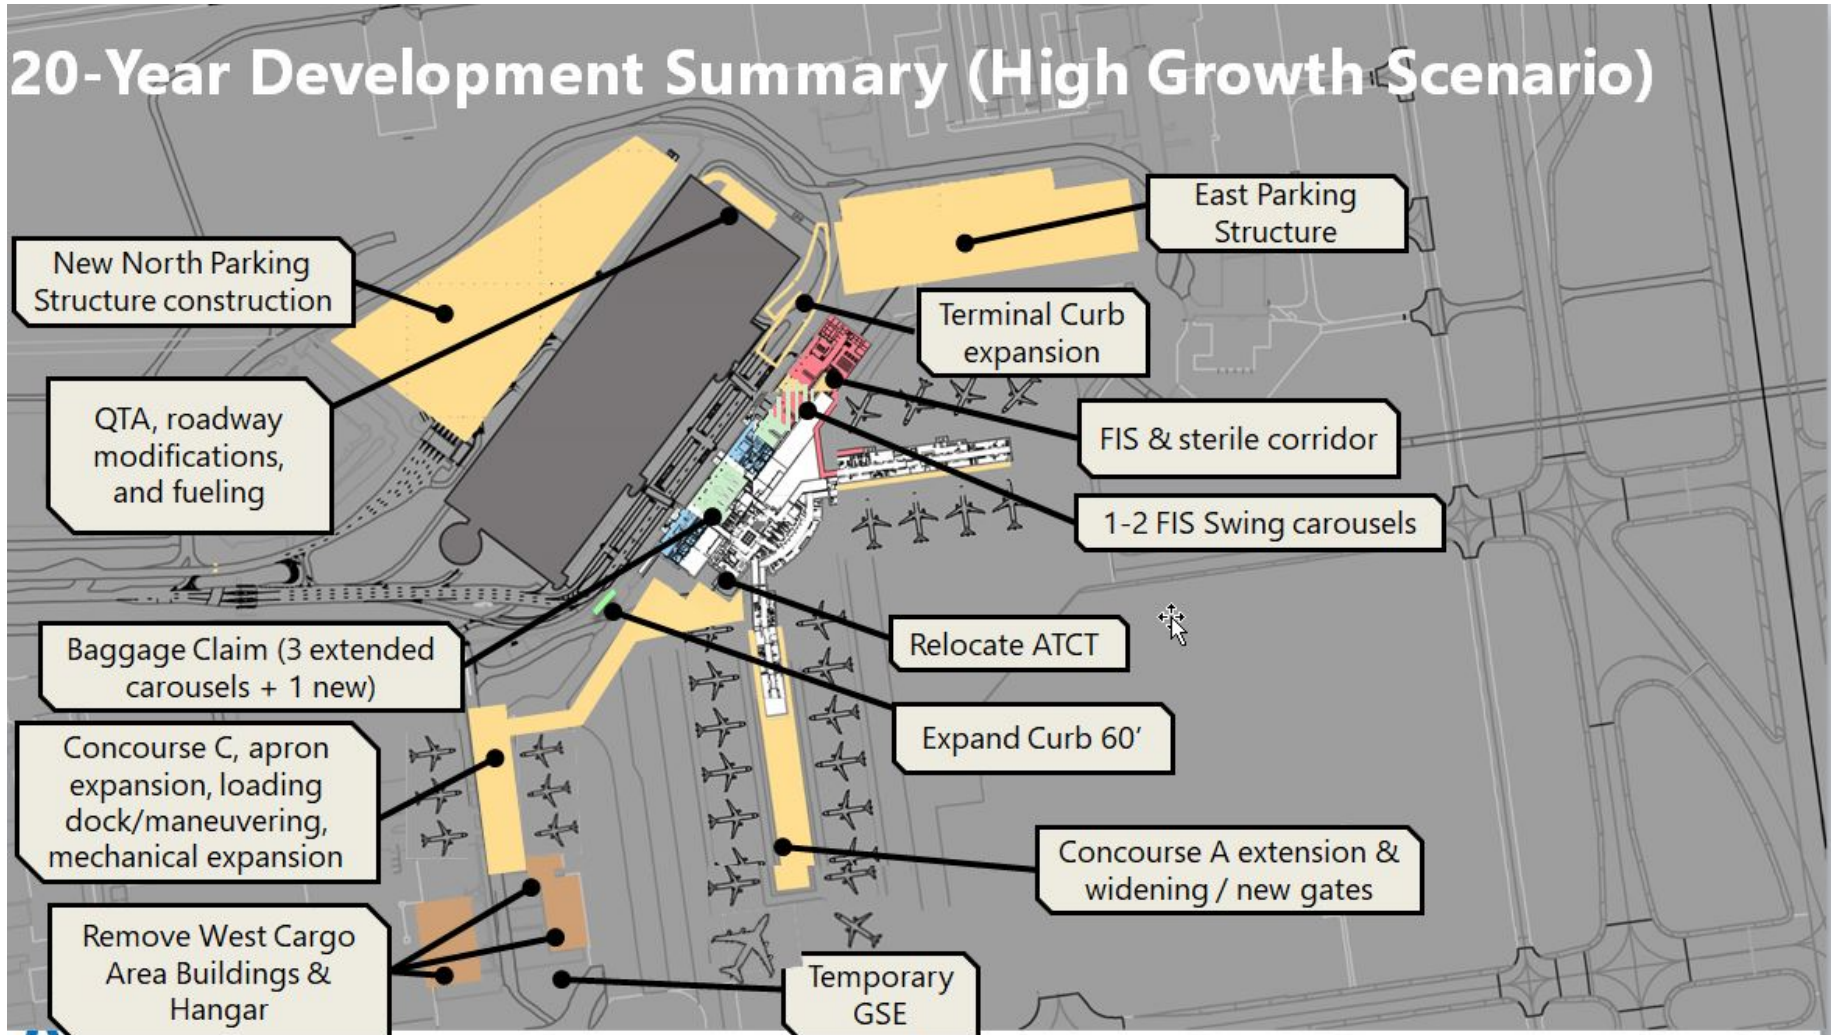 20-Year Development Summary (High Growth Scenario)
East Parking
Structure
New North Parking
Structure construction
Terminal Curb
expansion
QTA, roadway
modifications,
and fueling
FIS & sterile corridor
1-2 FIS Swing carousels
Baggage Claim (3 extended
carousels + 1 new)
Relocate ATCT
Expand Curb 60’
Concourse C, apron
expansion, loading
dock/maneuvering,
mechanical expansion
Concourse A extension &
widening / new gates
Remove West Cargo
Area Buildings &
Hangar
Temporary
GSE